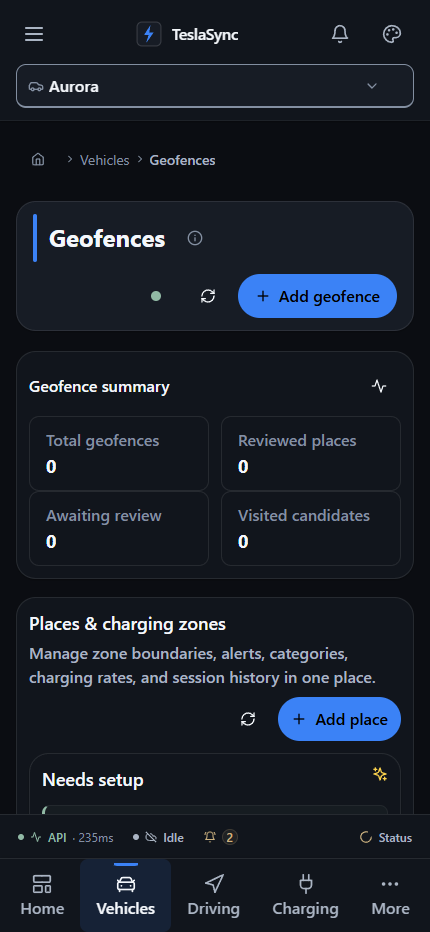 TeslaSync
Aurora
Vehicles
Geofences
Geofences
Add geofence
Geofence summary
Total geofences
0
Reviewed places
0
Awaiting review
0
Visited candidates
0
Places & charging zones
Manage zone boundaries, alerts, categories,
charging rates, and session history in one place.
Add place
Needs setup
API · 235ms
Idle
2
Status
Home
Vehicles
Driving
Charging
More